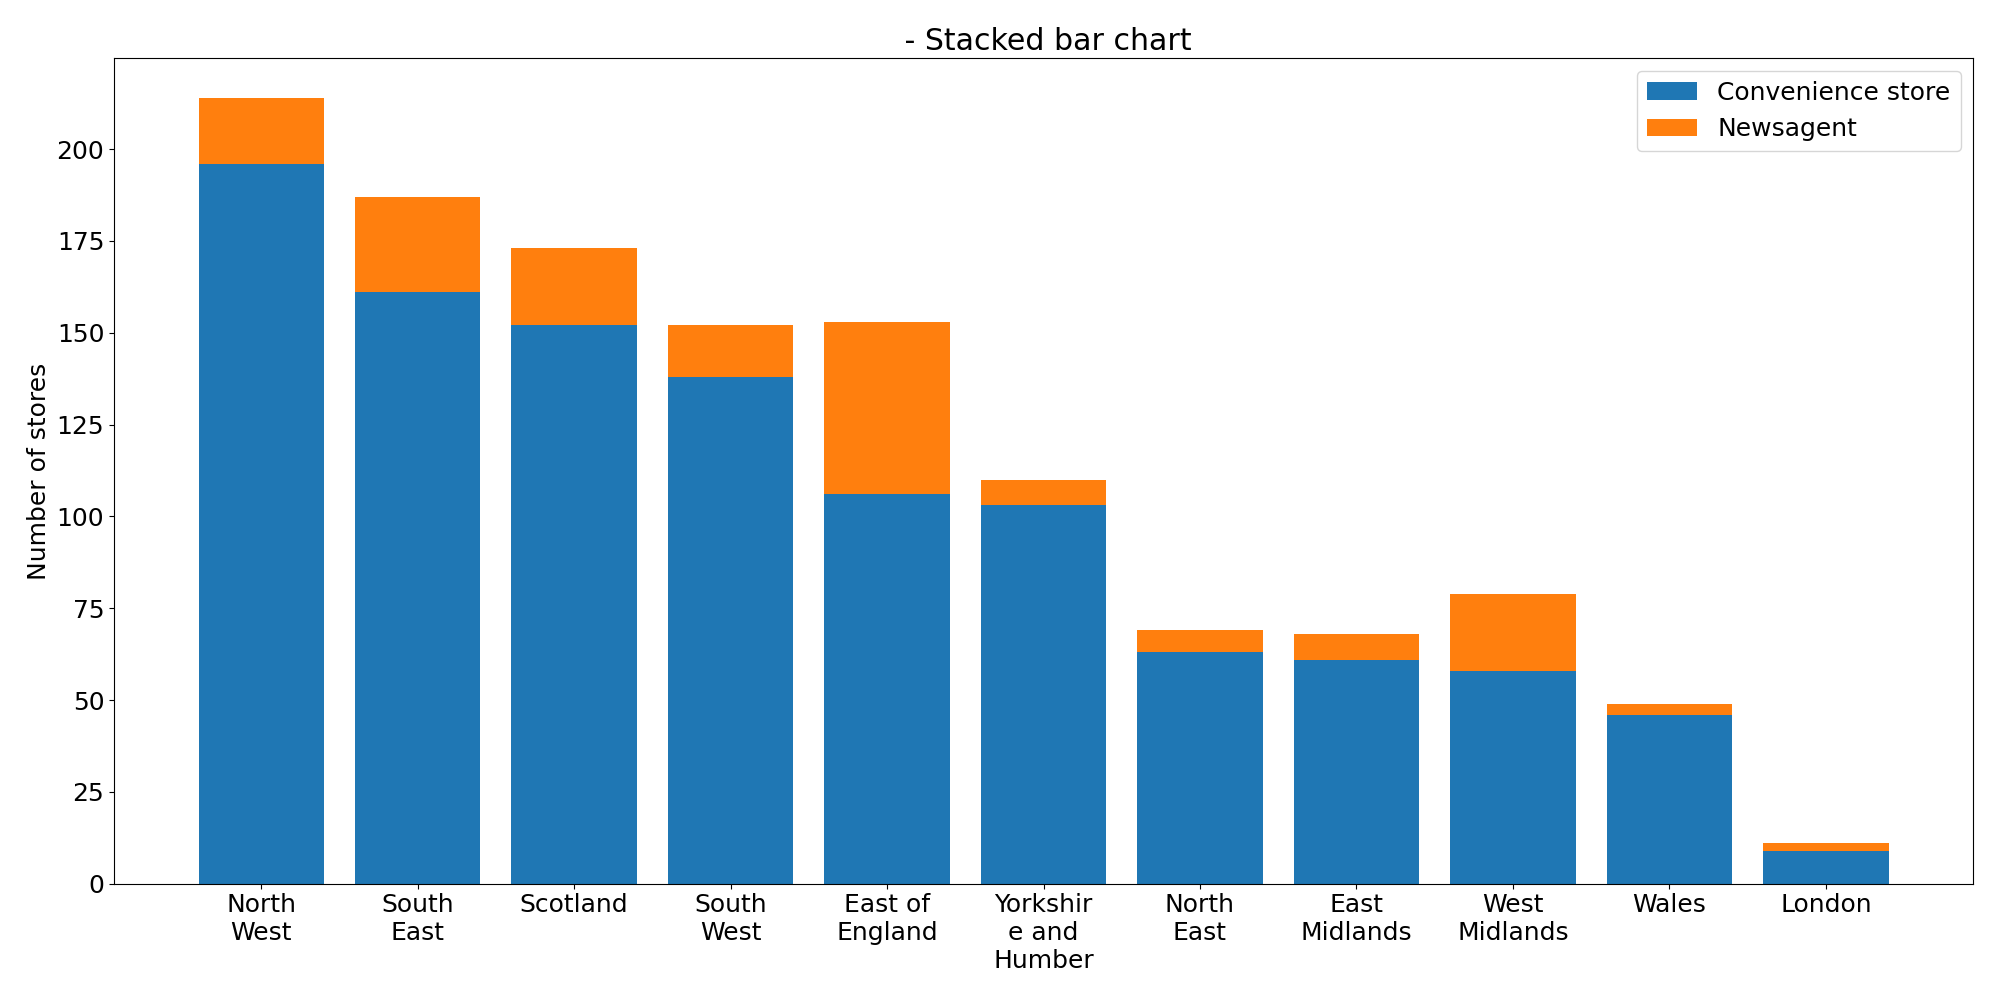 - Stacked bar chart
Convenience store
Newsagent
Number of stores
200
175
150
125
100
75
50
25
0
North
West
South
East
Scotland
South
West
East of
England
Yorkshir
e and
Humber
North
East
East
Midlands
West
Midlands
Wales
London